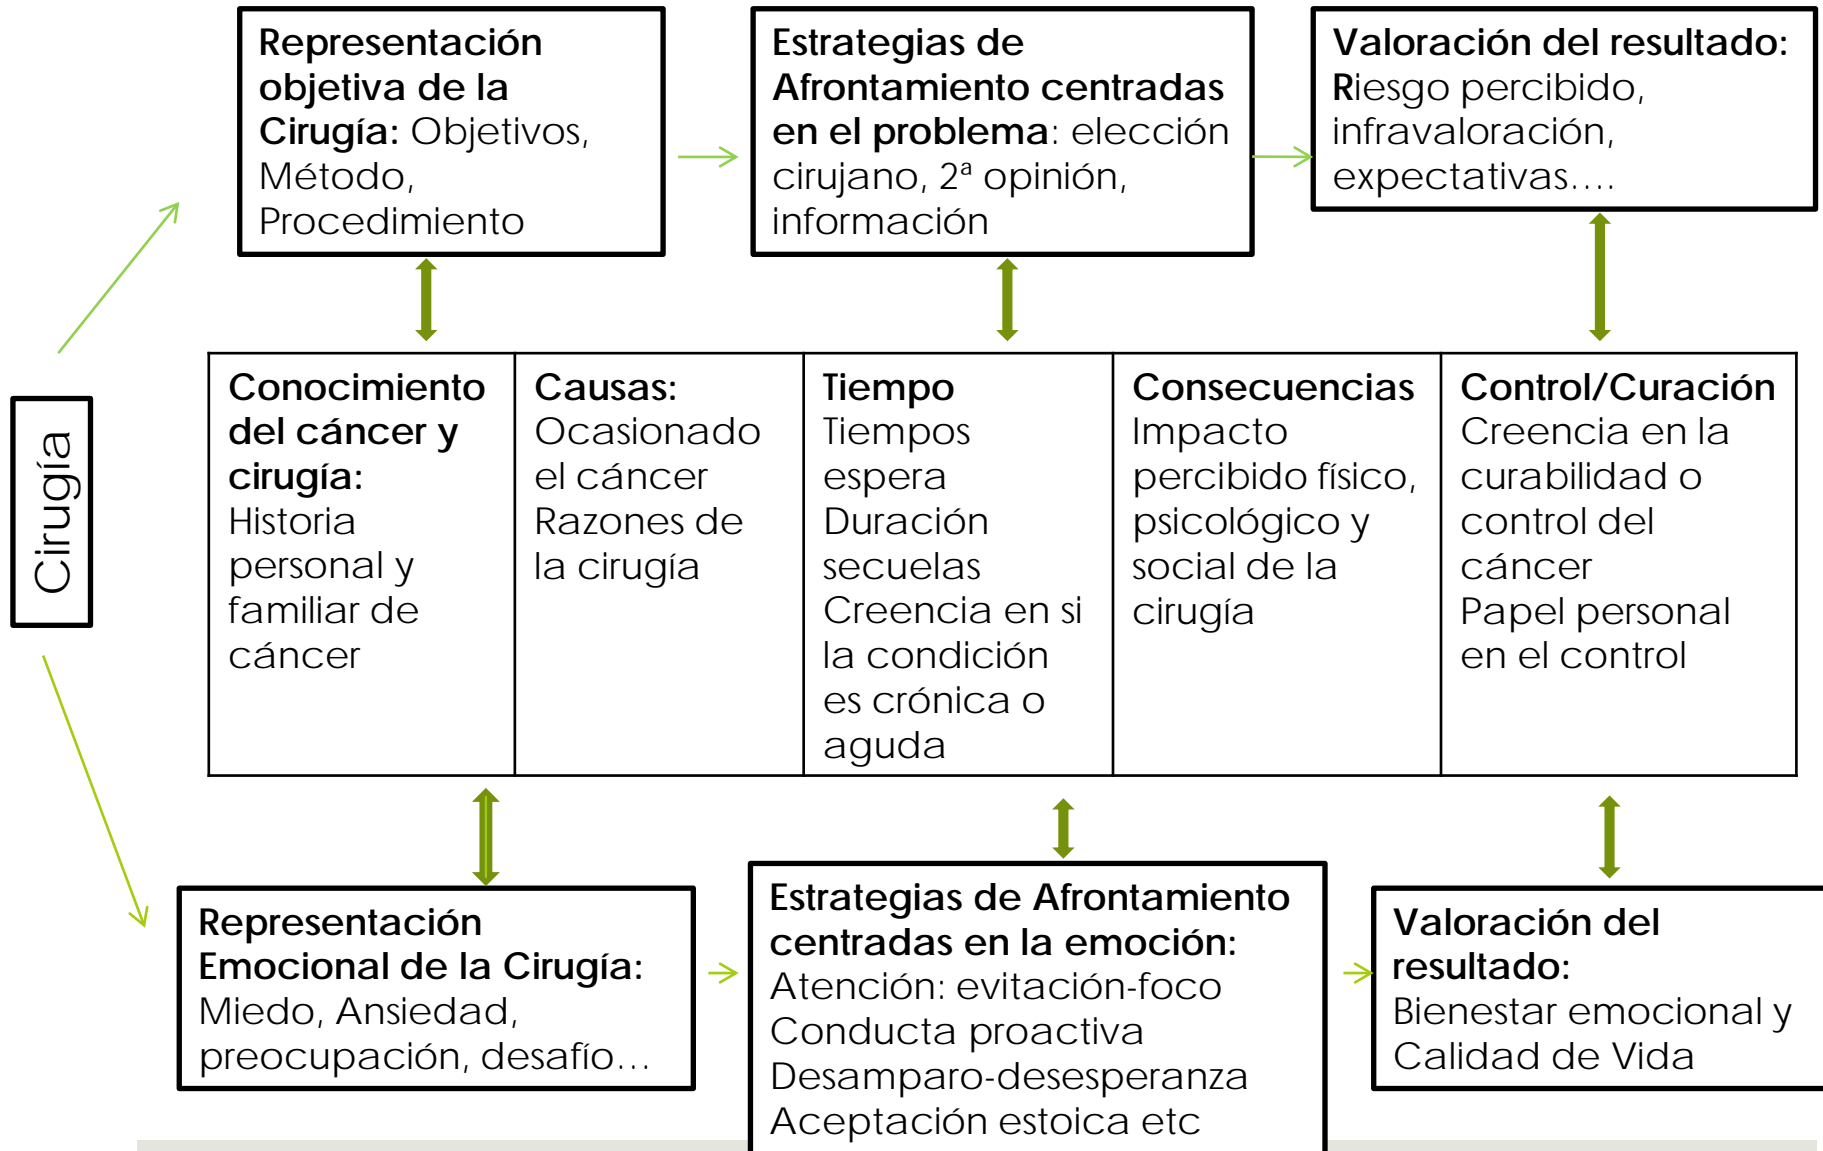 Representación
objetiva de la
Cirugía: Objetivos,
Método,
Procedimiento
Estrategias de
Afrontamiento centradas
en el problema: elección
cirujano, 2ª opinión,
información
Valoración del resultado:
Riesgo percibido,
infravaloración,
expectativas....
Cirugía
Conocimiento
del cáncer y
cirugía:
Historia
personal y
familiar de
cáncer
Causas:
Ocasionado
el cáncer
Razones de
la cirugía
Tiempo
Tiempos
espera
Duración
secuelas
Creencia en si
la condición
es crónica o
aguda
Consecuencias
Impacto
percibido físico,
psicológico y
social de la
cirugía
Control/Curación
Creencia en la
curabilidad o
control del
cáncer
Papel personal
en el control
Representación
Emocional de la Cirugía:
Miedo, Ansiedad,
preocupación, desafío…
Estrategias de Afrontamiento
centradas en la emoción:
Atención: evitación-foco
Conducta proactiva
Desamparo-desesperanza
Aceptación estoica etc
Valoración del
resultado:
Bienestar emocional y
Calidad de Vida